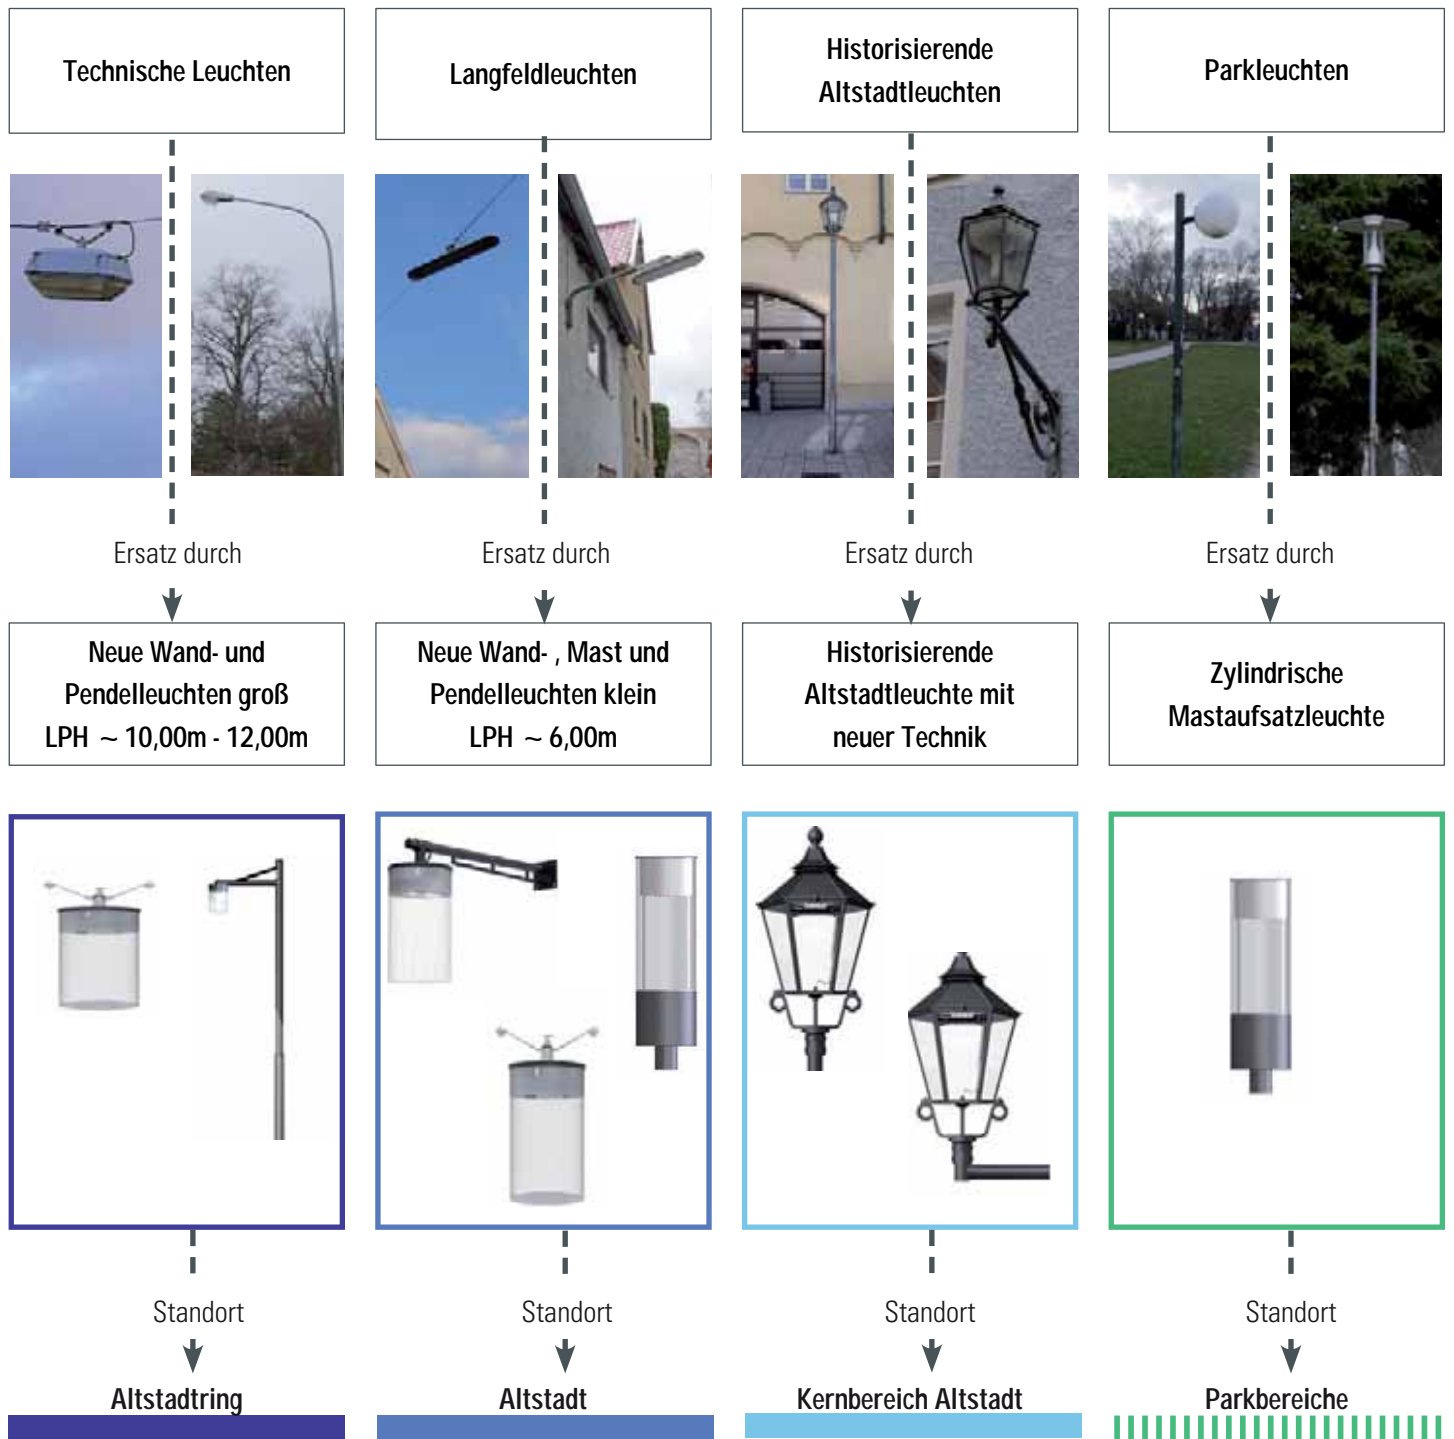 Technische Leuchten
Langfeldleuchten
Historisierende
Altstadtleuchten
Parkleuchten
Ersatz durch
Ersatz durch
Ersatz durch
Ersatz durch
Neue Wand- und
Pendelleuchten groß
LPH ~ 10,00m - 12,00m
Neue Wand- , Mast und
Pendelleuchten klein
LPH ~ 6,00m
Historisierende
Altstadtleuchte mit
neuer Technik
Zylindrische
Mastaufsatzleuchte
Standort
Standort
Standort
Standort
Altstadtring
Altstadt
Kernbereich Altstadt
Parkbereiche